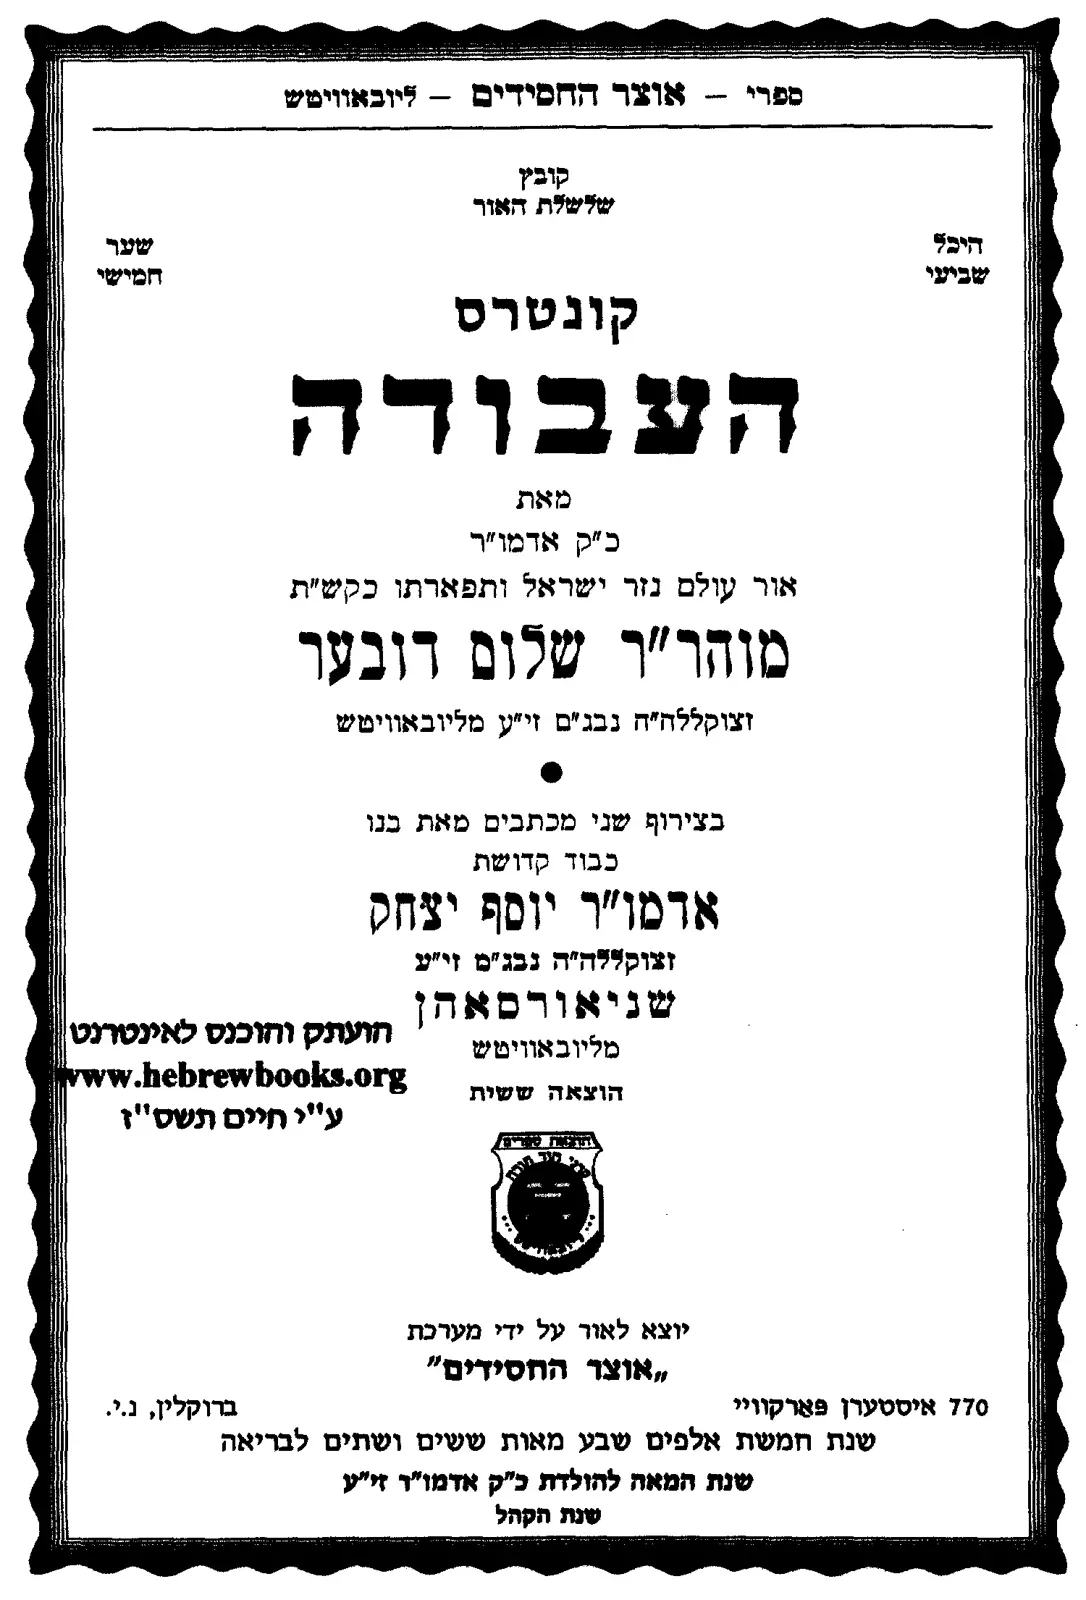 ספרי – אוצר החסידים – ליובאוויטש
קובץ
שלשלת האור
היכל
שביעי
שער
חמישי
קונטרס
העבודה
מאת
כ"ק אדמו"ר
אור עולם נזר ישראל ותפארתו בקש"ת
מוהר"ר שלום דובער
זצוקללה"ה נבג"מ זי"ע מליובאוויטש
בצירוף שני מכתבים מאת בנו
כבוד קדושת
אדמו"ר יוסף יצחק
זצוקללה"ה נבג"מ זי"ע
שניאורסאהן
מליובאוויטש
הוצאה ששית
הועתק והוכנס לאינטרנט
www.hebrewbooks.org
ע"י חיים תשס"ז
הוצאת ספרים
יוצא לאור על ידי מערכת
„אוצר החסידים"
770 איסטערן פּאַרקוויי ברוקלין, נ.י.
שנת חמשת אלפים שבע מאות ששים ושתים לבריאה
שנת המאה להולדת כ"ק אדמו"ר זי"ע
שנת הקהל